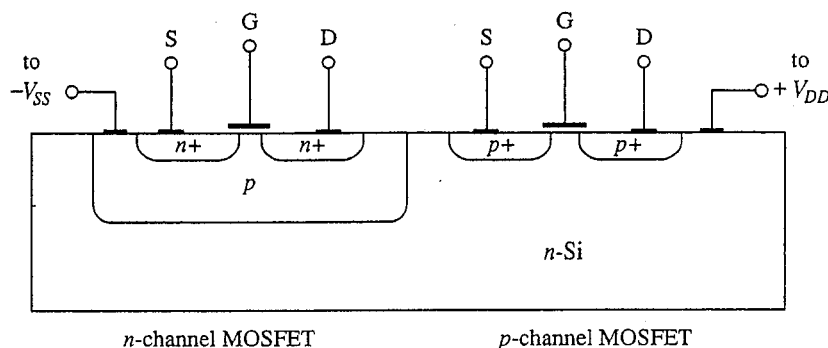 G G
S D S D
to to
−V_SS + V_DD
n+ n+ p+ p+
p
n-Si
n-channel MOSFET p-channel MOSFET